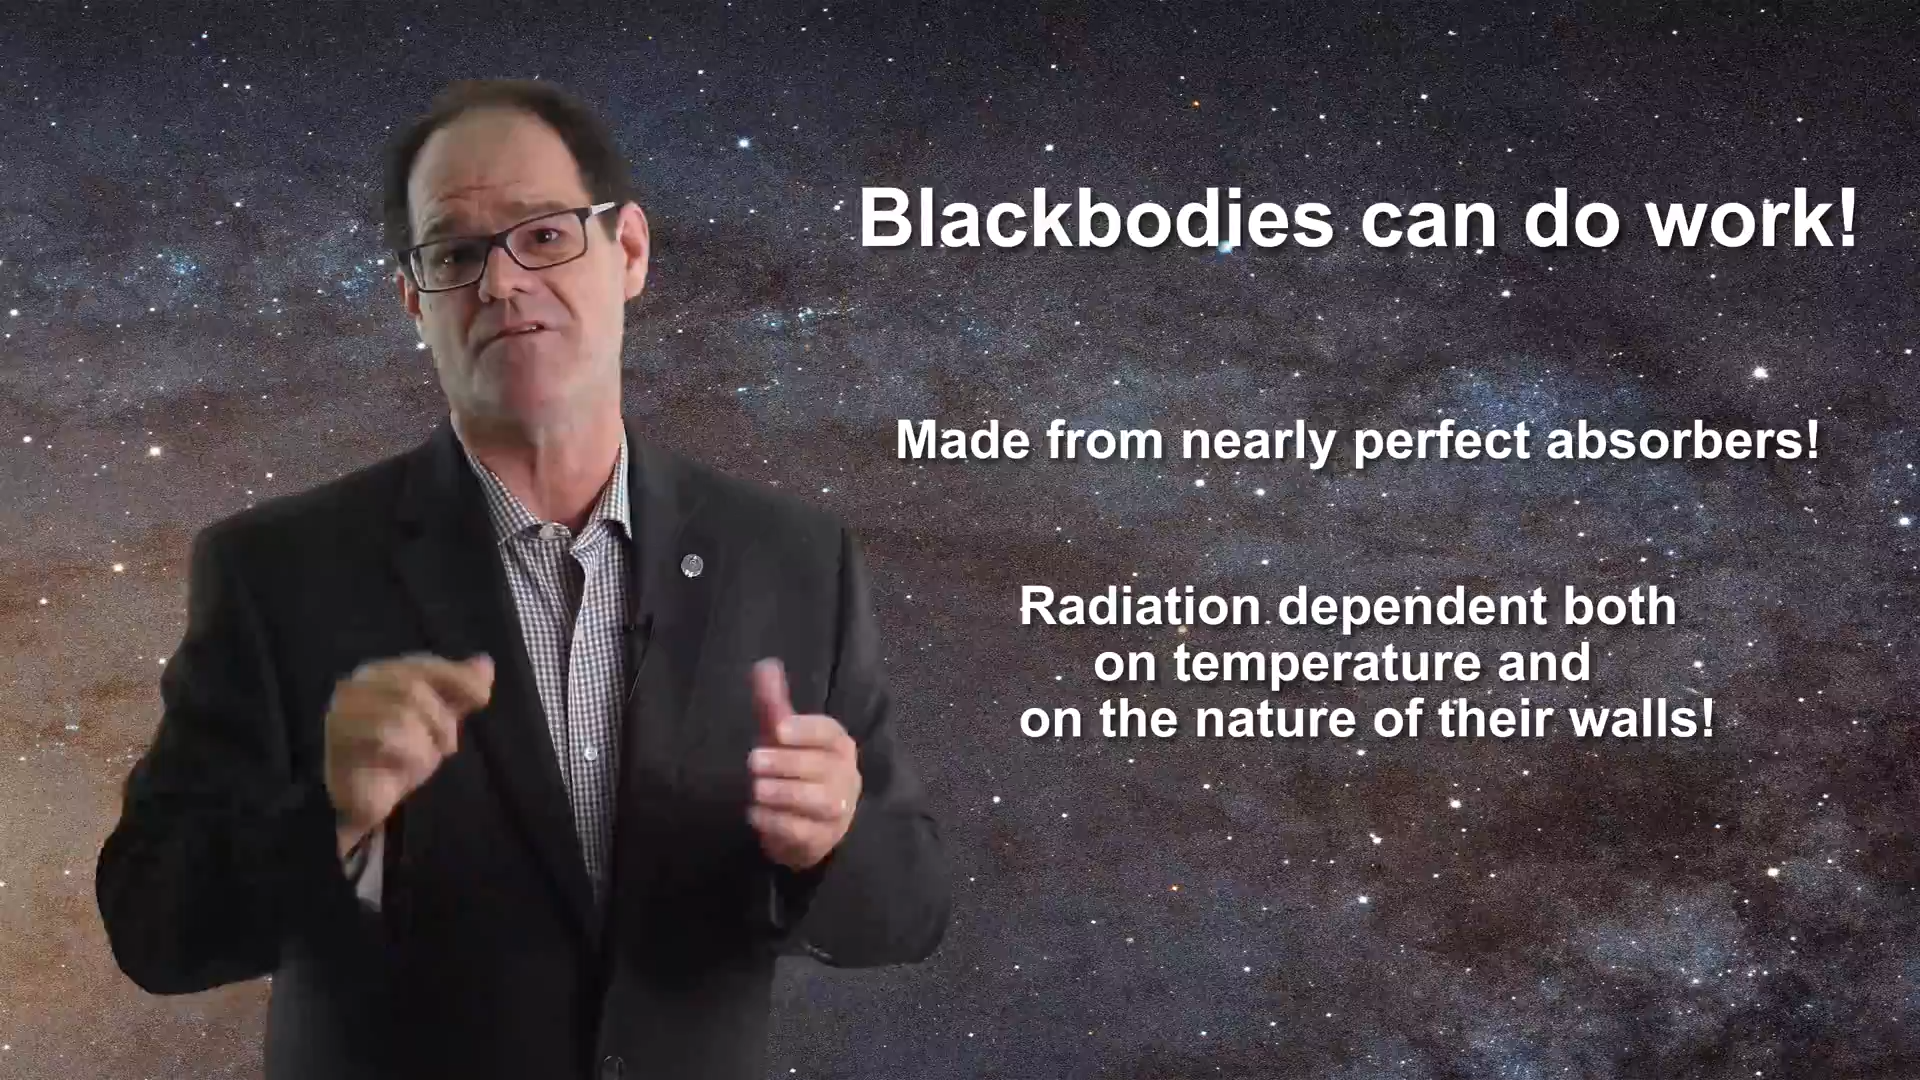 Blackbodies can do work!
Made from nearly perfect absorbers!
Radiation dependent both
on temperature and
on the nature of their walls!